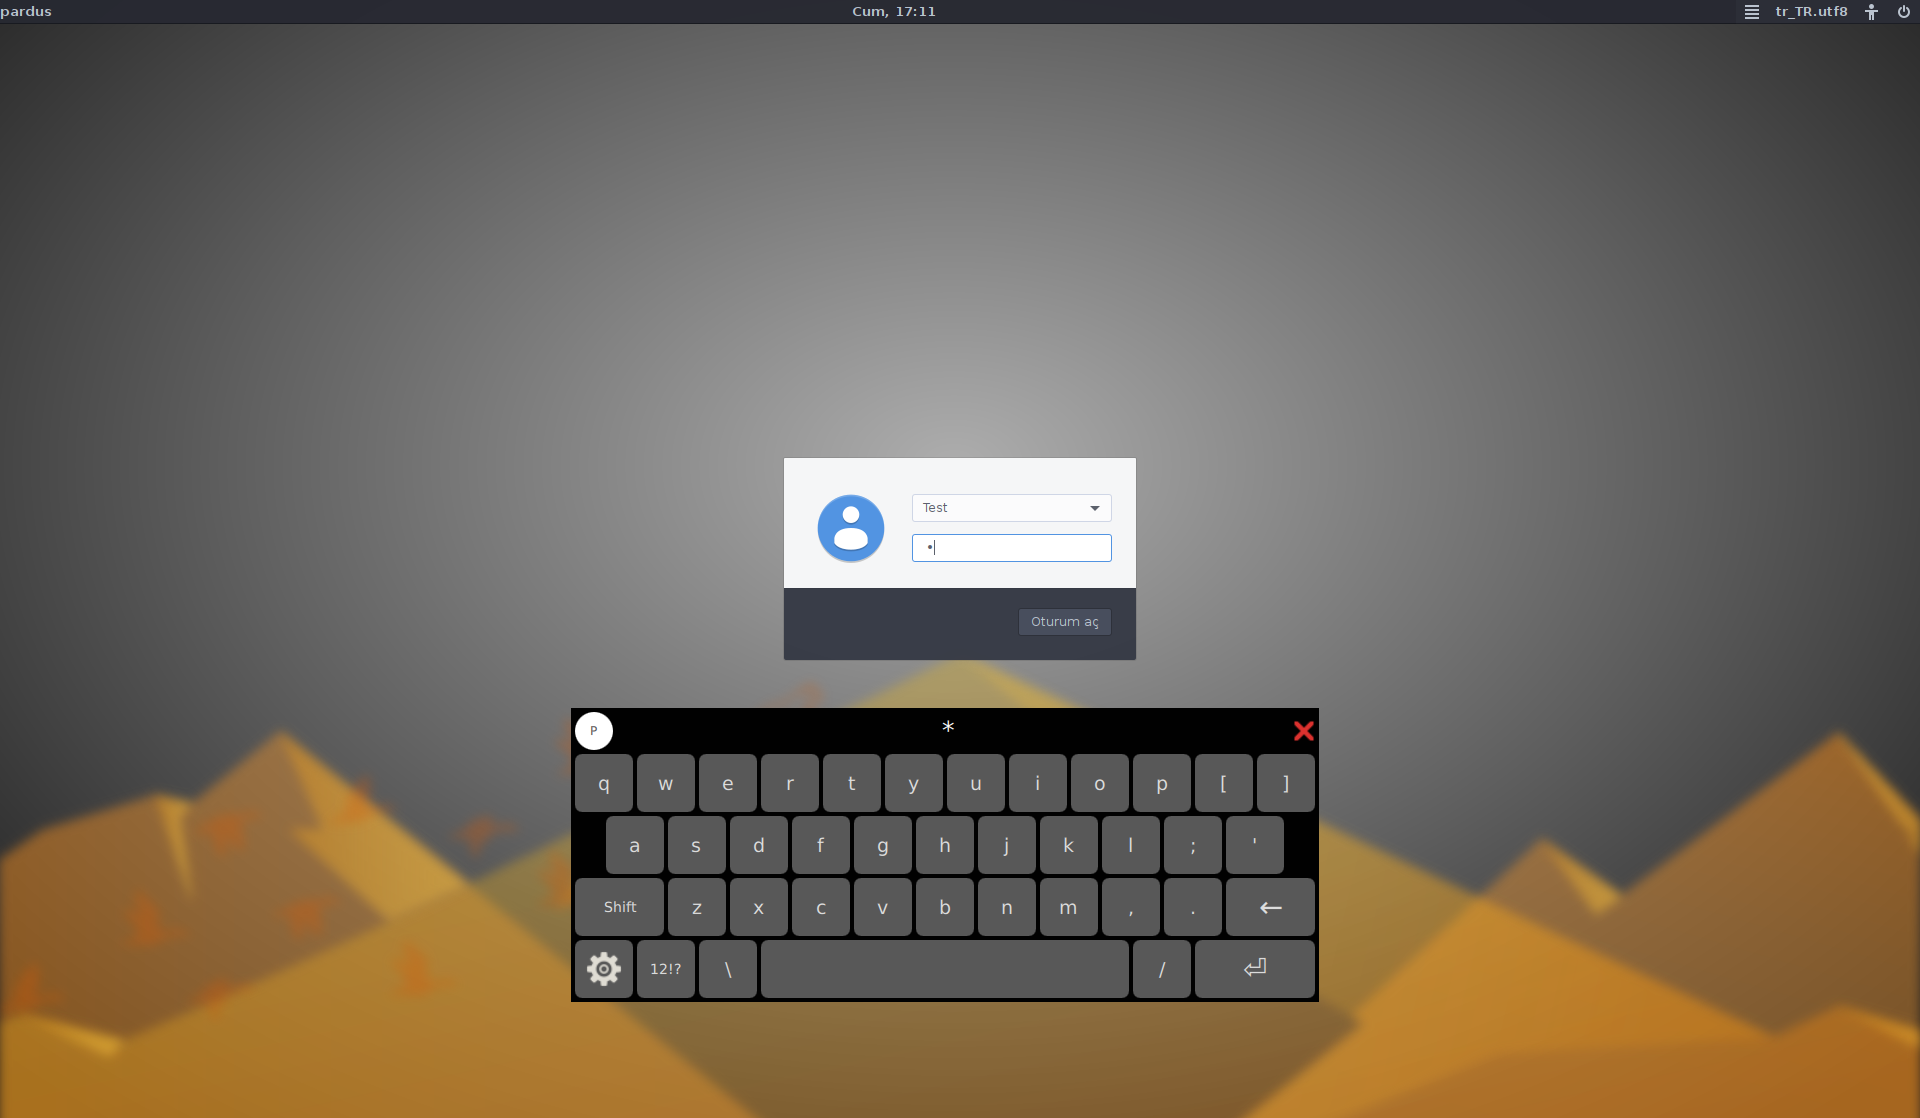 pardus Cum, 17:11 tr_TR.utf8
Test
•
Oturum aç
P *
q w e r t y u i o p [ ]
a s d f g h j k l ; '
Shift z x c v b n m , . ←
12!? \ / ⏎